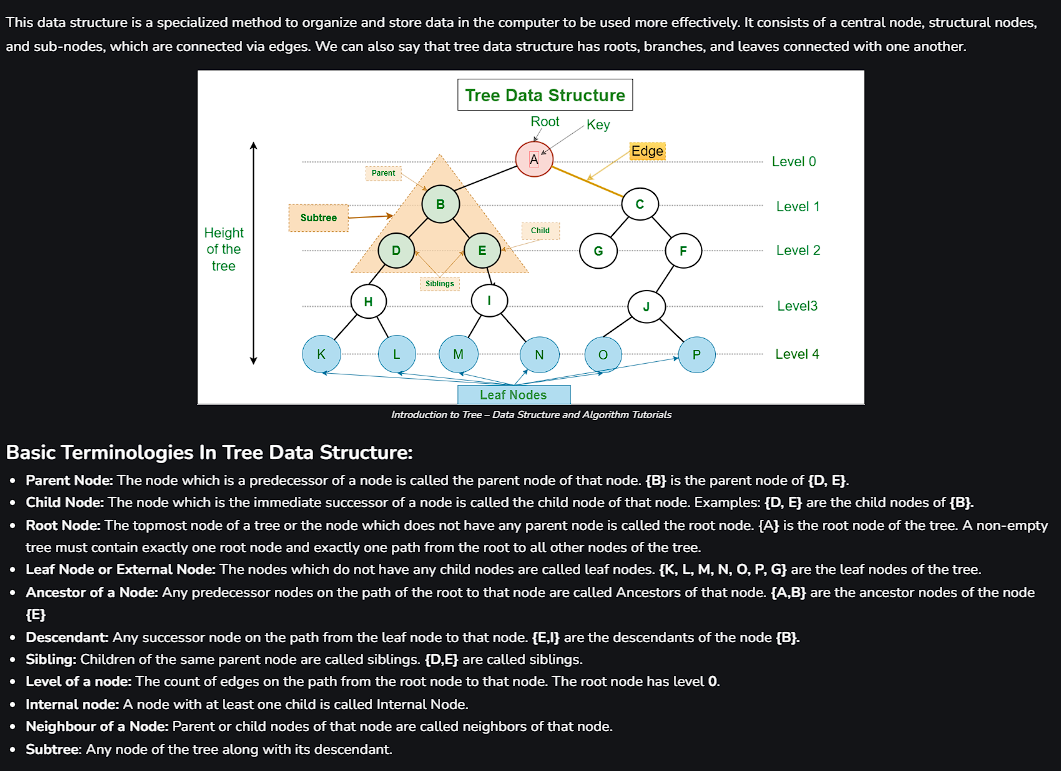 This data structure is a specialized method to organize and store data in the computer to be used more effectively. It consists of a central node, structural nodes,
and sub-nodes, which are connected via edges. We can also say that tree data structure has roots, branches, and leaves connected with one another.
Tree Data Structure
Root
Key
A
Edge
Level 0
Parent
Subtree
B
C
Level 1
Child
Height
of the
tree
D
E
G
F
Level 2
Siblings
H
I
J
Level3
K
L
M
N
O
P
Level 4
Leaf Nodes
Introduction to Tree – Data Structure and Algorithm Tutorials
Basic Terminologies In Tree Data Structure:
• Parent Node: The node which is a predecessor of a node is called the parent node of that node. {B} is the parent node of {D, E}.
• Child Node: The node which is the immediate successor of a node is called the child node of that node. Examples: {D, E} are the child nodes of {B}.
• Root Node: The topmost node of a tree or the node which does not have any parent node is called the root node. {A} is the root node of the tree. A non-empty
tree must contain exactly one root node and exactly one path from the root to all other nodes of the tree.
• Leaf Node or External Node: The nodes which do not have any child nodes are called leaf nodes. {K, L, M, N, O, P, G} are the leaf nodes of the tree.
• Ancestor of a Node: Any predecessor nodes on the path of the root to that node are called Ancestors of that node. {A,B} are the ancestor nodes of the node
{E}
• Descendant: Any successor node on the path from the leaf node to that node. {E,I} are the descendants of the node {B}.
• Sibling: Children of the same parent node are called siblings. {D,E} are called siblings.
• Level of a node: The count of edges on the path from the root node to that node. The root node has level 0.
• Internal node: A node with at least one child is called Internal Node.
• Neighbour of a Node: Parent or child nodes of that node are called neighbors of that node.
• Subtree: Any node of the tree along with its descendant.